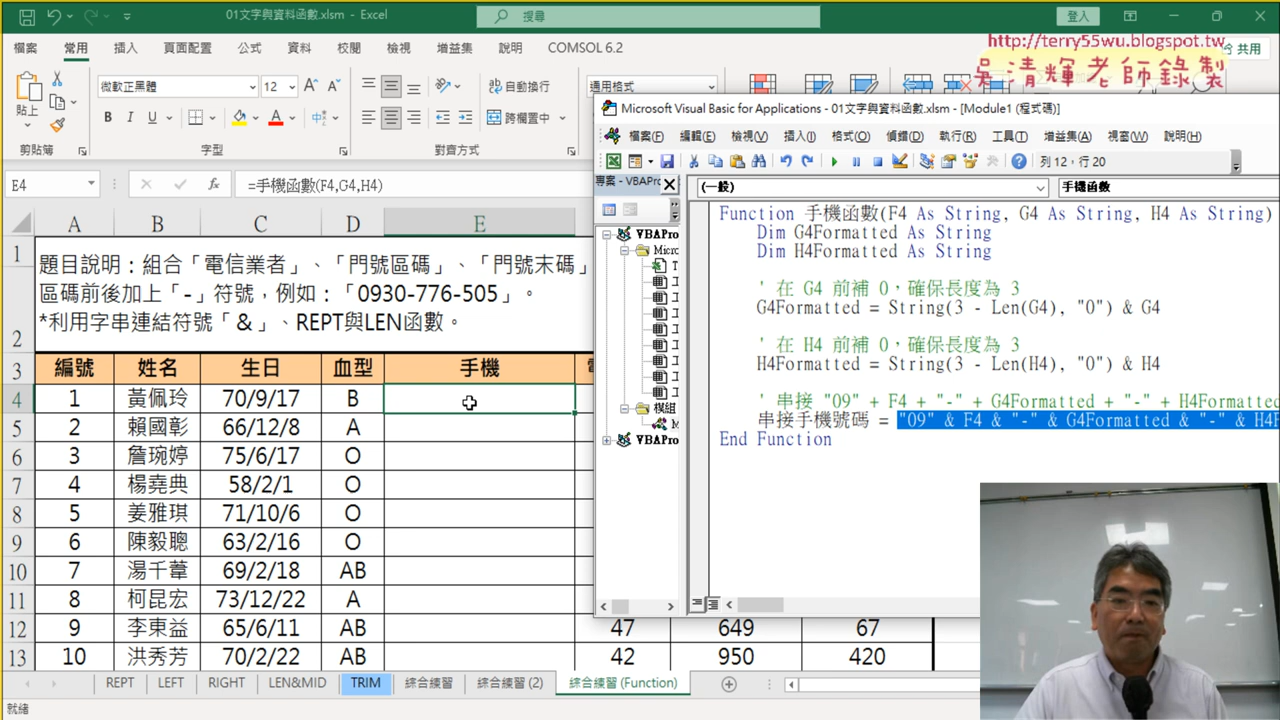 01文字與資料函數.xlsm - Excel
搜尋
登入
http://terry55wu.blogspot.tw
吳清輝老師錄製
檔案 常用 插入 頁面配置 公式 資料 校閱 檢視 增益集 說明 COMSOL 6.2
共用
貼上
微軟正黑體 12
自動換行
通用格式
跨欄置中
剪貼簿 字型 對齊方式
E4 =手機函數(F4,G4,H4)
A B C D E
1 題目說明：組合「電信業者」、「門號區碼」、「門號末碼」
區碼前後加上「-」符號，例如：「0930-776-505」。
2 *利用字串連結符號「&」、REPT與LEN函數。
3 編號 姓名 生日 血型 手機
4 1 黃佩玲 70/9/17 B
5 2 賴國彰 66/12/8 A
6 3 詹琬婷 75/6/17 O
7 4 楊堯典 58/2/1 O
8 5 姜雅琪 71/10/6 O
9 6 陳毅聰 63/2/16 O
10 7 湯千葦 69/2/18 AB
11 8 柯昆宏 73/12/22 A
12 9 李東益 65/6/11 AB 47 649 67
13 10 洪秀芳 70/2/22 AB 42 950 420
REPT LEFT RIGHT LEN&MID TRIM 綜合練習 綜合練習 (2) 綜合練習 (Function)
就緒
Microsoft Visual Basic for Applications - 01文字與資料函數.xlsm - [Module1 (程式碼)]
檔案(F) 編輯(E) 檢視(V) 插入(I) 格式(O) 偵錯(D) 執行(R) 工具(T) 增益集(A) 視窗(W) 說明(H)
列 12，行 20
專案 - VBAPro
(一般) 手機函數
VBAPro
Micro
模組
VBAPro
Function 手機函數(F4 As String, G4 As String, H4 As String)
Dim G4Formatted As String
Dim H4Formatted As String
' 在 G4 前補 0，確保長度為 3
G4Formatted = String(3 - Len(G4), "0") & G4
' 在 H4 前補 0，確保長度為 3
H4Formatted = String(3 - Len(H4), "0") & H4
' 串接 "09" + F4 + "-" + G4Formatted + "-" + H4Formatted
串接手機號碼 = "09" & F4 & "-" & G4Formatted & "-" & H4F
End Function